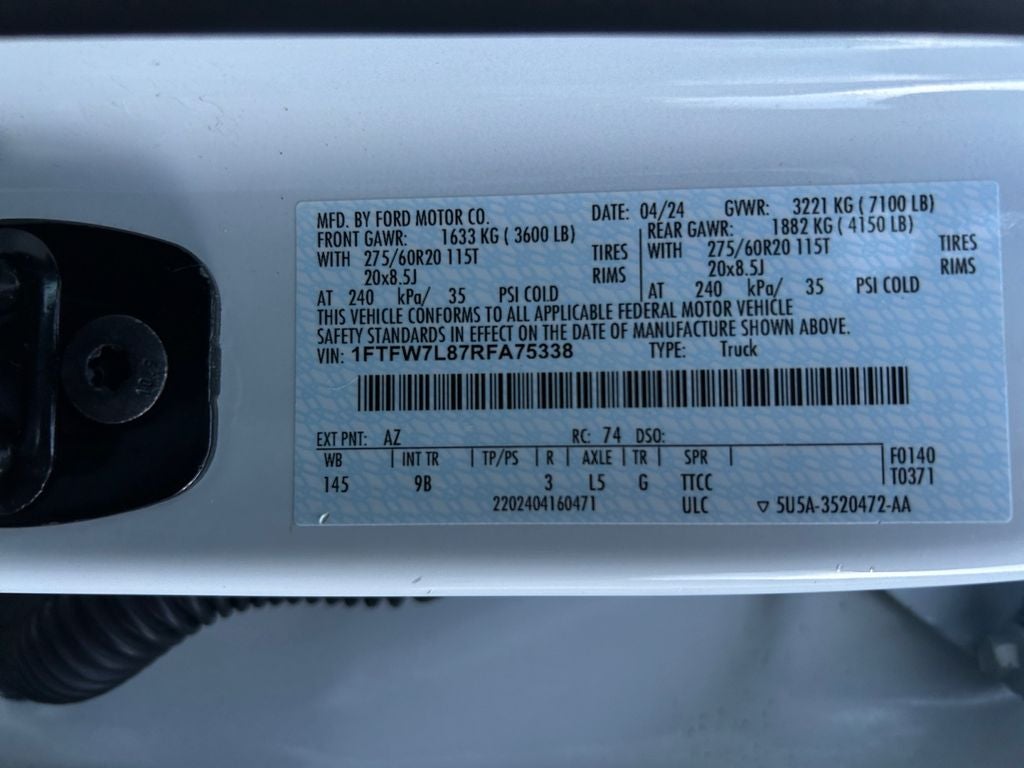 MFD. BY FORD MOTOR CO. DATE: 04/24 GVWR: 3221 KG ( 7100 LB)
FRONT GAWR: 1633 KG ( 3600 LB) REAR GAWR: 1882 KG ( 4150 LB)
WITH 275/60R20 115T TIRES WITH 275/60R20 115T TIRES
20x8.5J RIMS 20x8.5J RIMS
AT 240 kPa/ 35 PSI COLD AT 240 kPa/ 35 PSI COLD
THIS VEHICLE CONFORMS TO ALL APPLICABLE FEDERAL MOTOR VEHICLE
SAFETY STANDARDS IN EFFECT ON THE DATE OF MANUFACTURE SHOWN ABOVE.
VIN: 1FTFW7L87RFA75338 TYPE: Truck
EXT PNT: AZ RC: 74 DSO:
WB | INT TR | TP/PS | R | AXLE | TR | SPR | F0140
145 9B 3 L5 G TTCC T0371
2202404160471 ULC ▽ 5U5A-3520472-AA